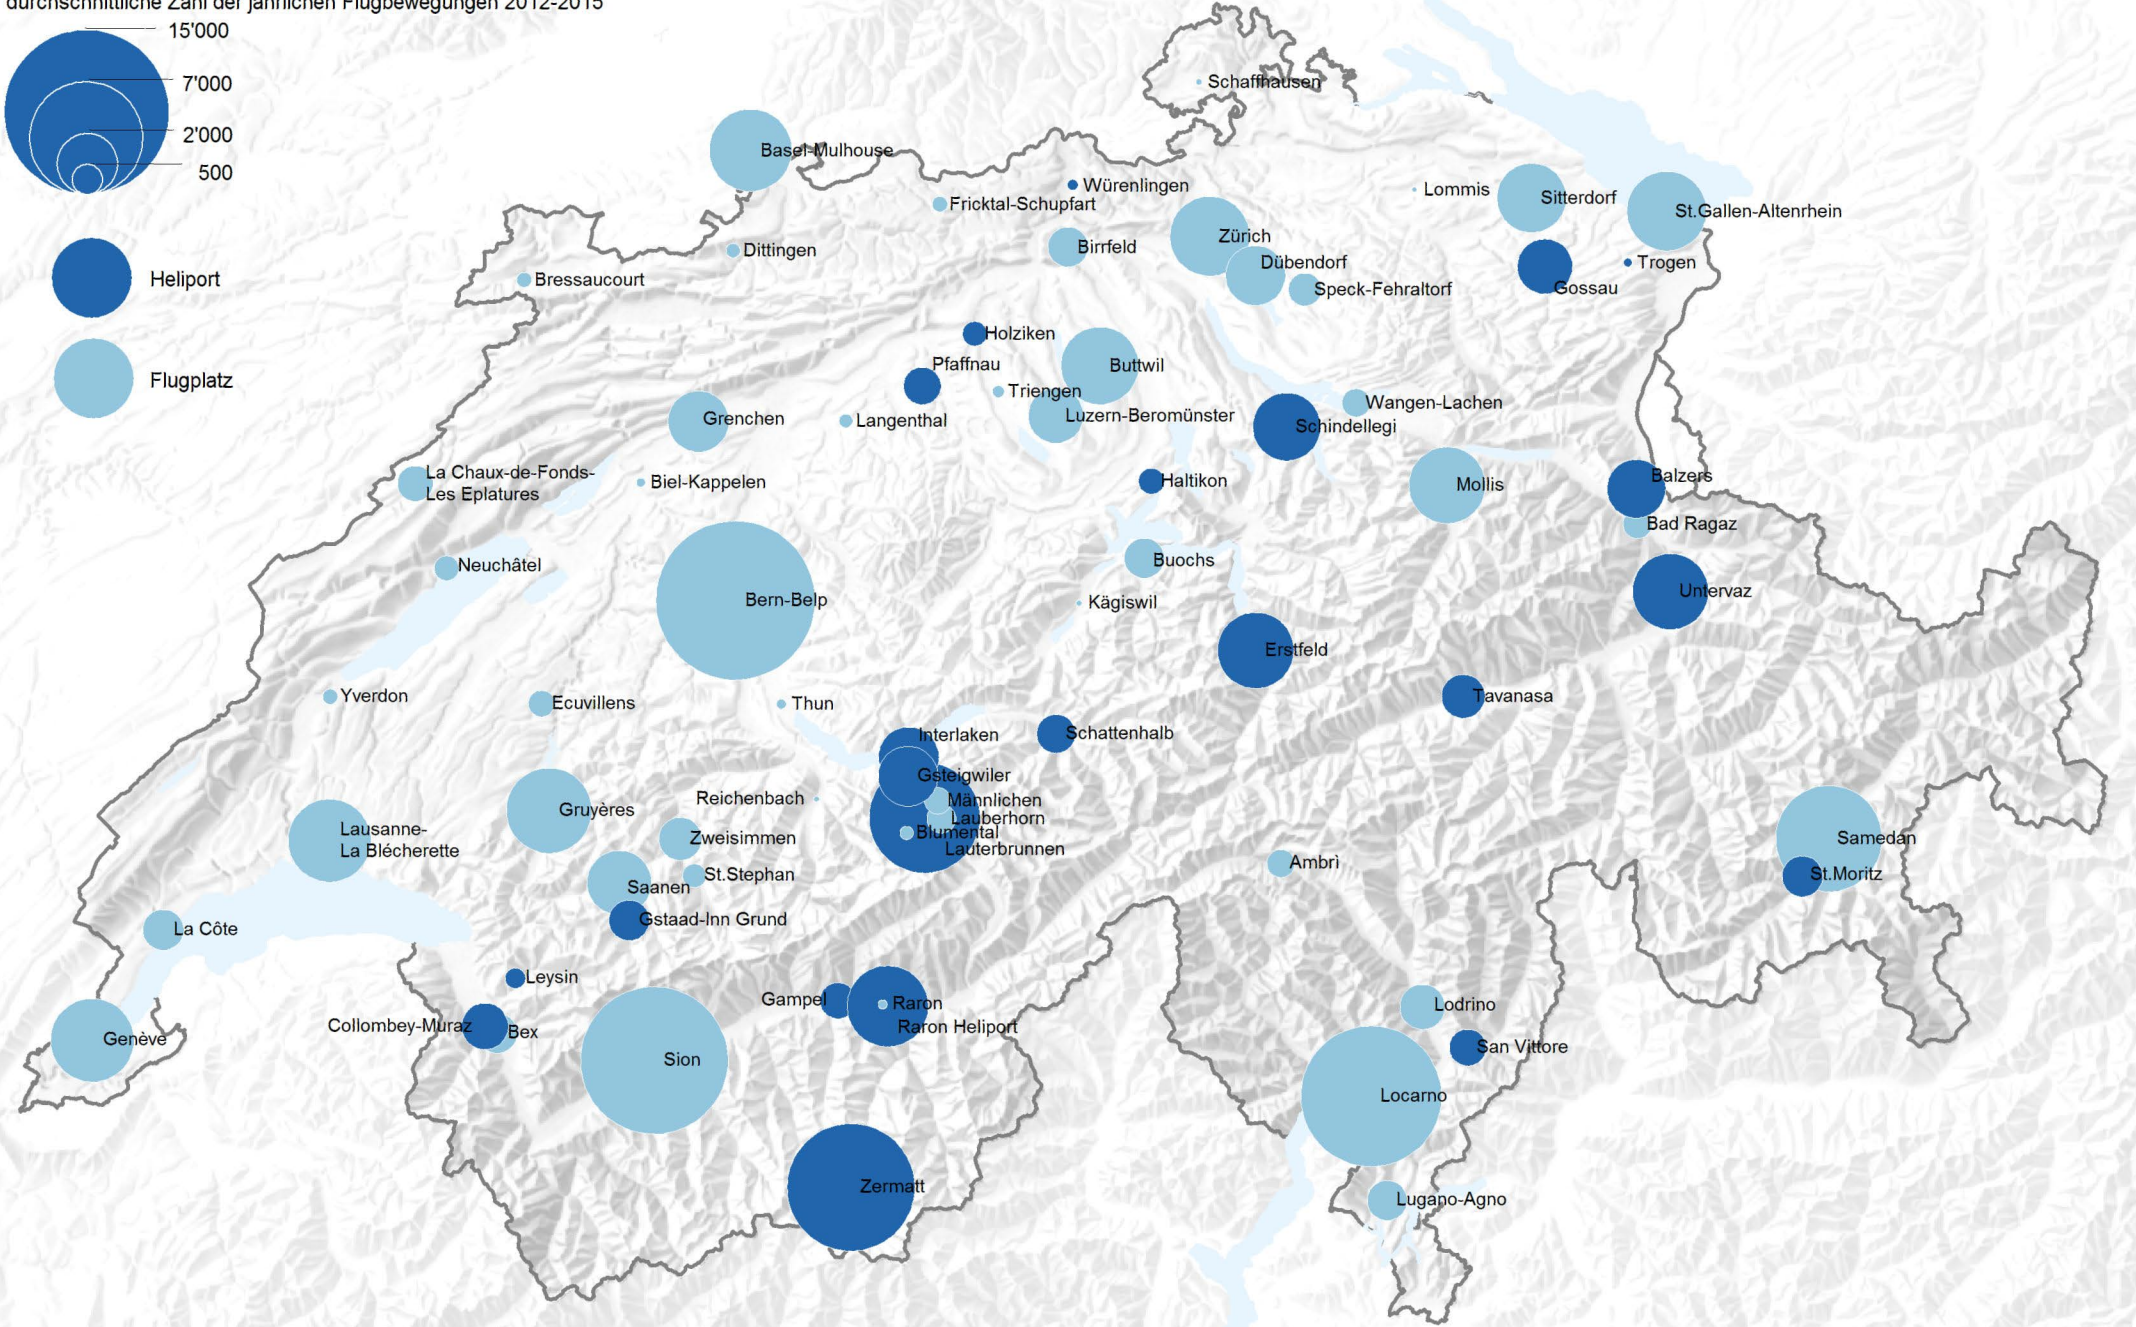 durchschnittliche Zahl der jährlichen Flugbewegungen 2012-2015
15'000
7'000
2'000
500
Heliport
Flugplatz
Schaffhausen
Basel-Mulhouse
Würenlingen
Lommis
Sitterdorf
Fricktal-Schupfart
St.Gallen-Altenrhein
Zürich
Birrfeld
Dittingen
Dübendorf
Trogen
Bressaucourt
Speck-Fehraltorf
Gossau
Holziken
Pfaffnau
Buttwil
Triengen
Wangen-Lachen
Luzern-Beromünster
Grenchen
Langenthal
Schindellegi
La Chaux-de-Fonds-
Les Eplatures
Biel-Kappelen
Haltikon
Mollis
Balzers
Bad Ragaz
Neuchâtel
Buochs
Untervaz
Bern-Belp
Kägiswil
Erstfeld
Yverdon
Ecuvillens
Thun
Tavanasa
Interlaken
Schattenhalb
Gsteigwiler
Reichenbach
Männlichen
Gruyères
Lauberhorn
Lausanne-
La Blécherette
Zweisimmen
Blumental
Lauterbrunnen
Samedan
Ambrì
St.Stephan
St.Moritz
Saanen
Gstaad-Inn Grund
La Côte
Leysin
Gampel
Raron
Lodrino
Collombey-Muraz
Bex
Raron Heliport
Genève
San Vittore
Sion
Locarno
Zermatt
Lugano-Agno